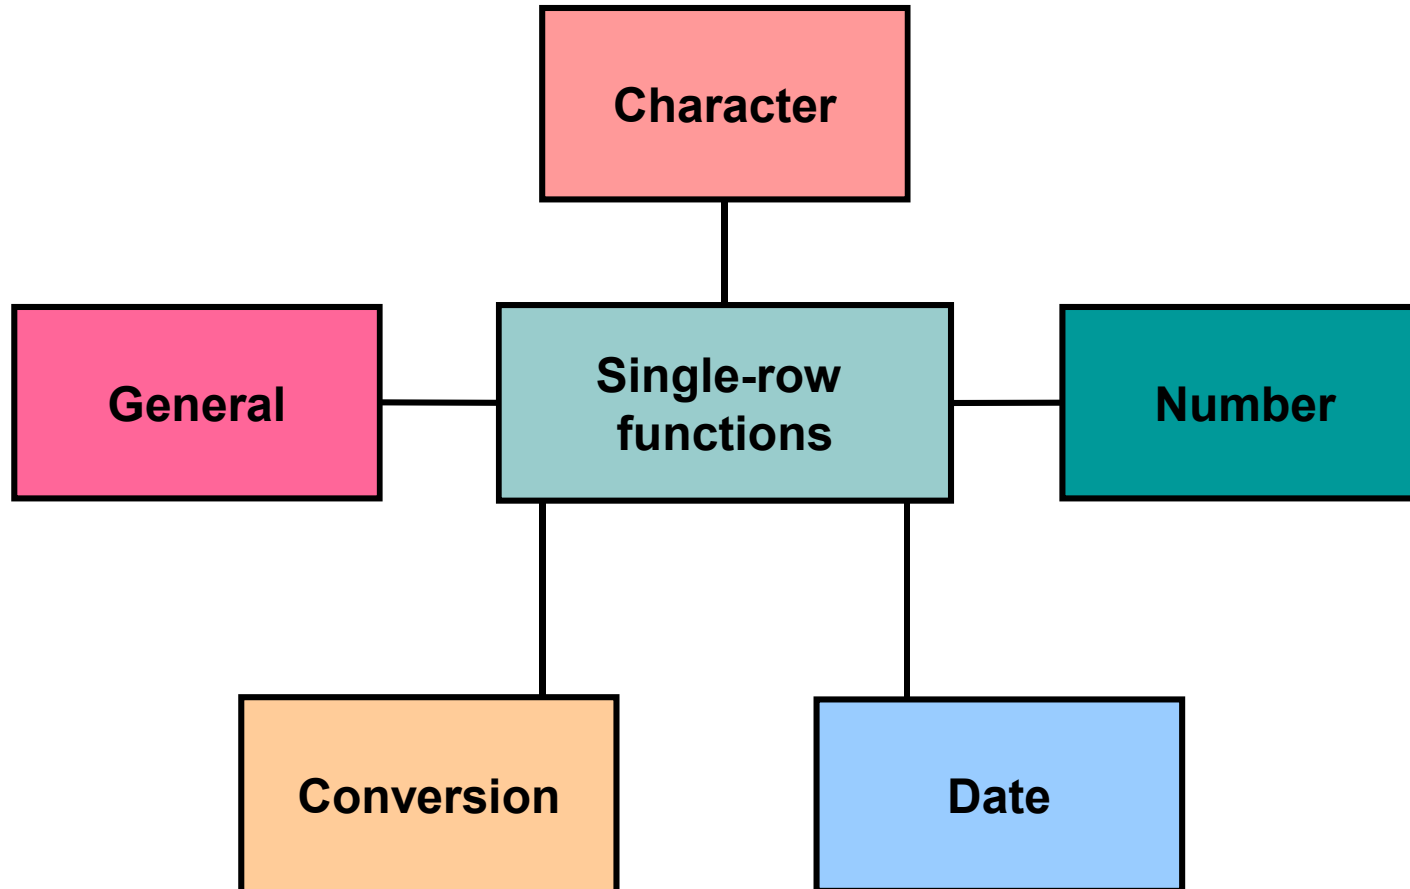 Character
General
Single-row
functions
Number
Conversion
Date